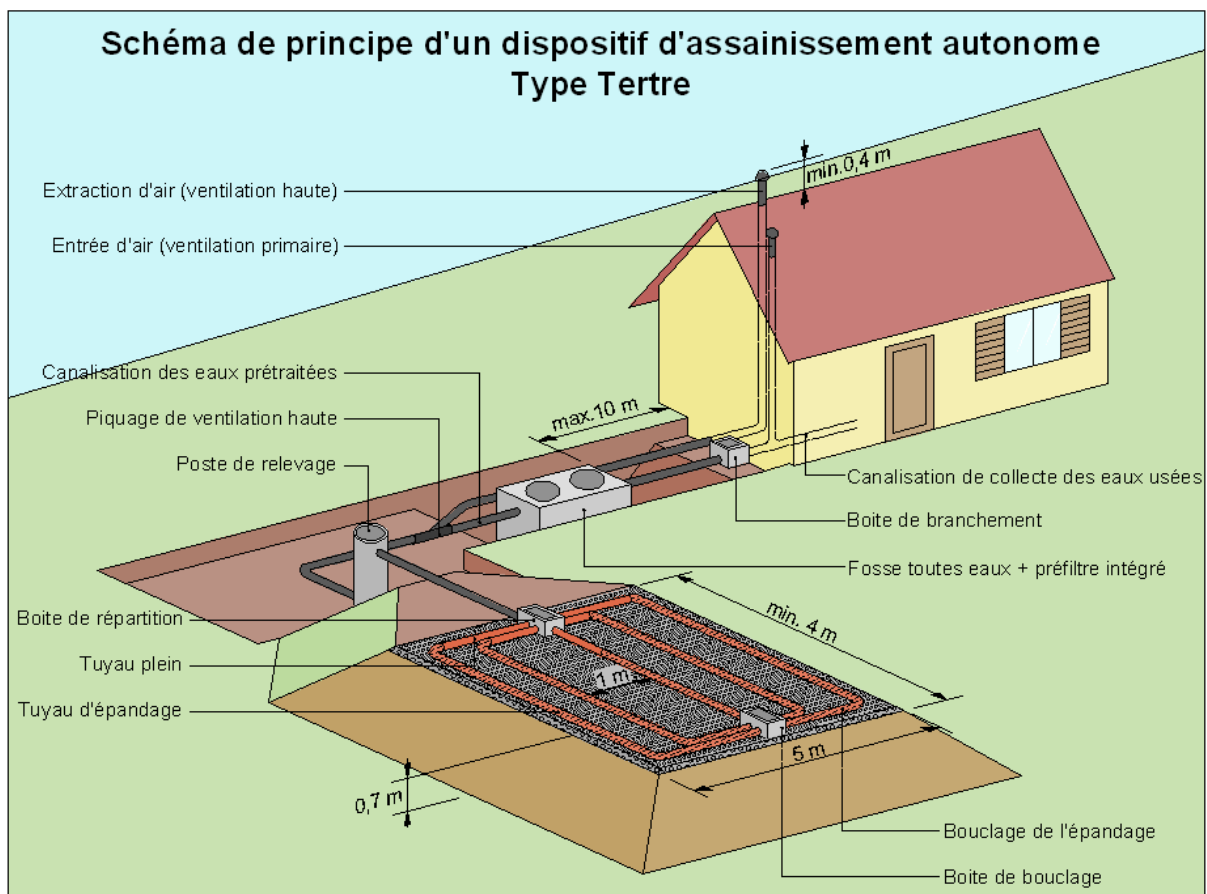 Schéma de principe d'un dispositif d'assainissement autonome
Type Tertre
min.0,4 m
Extraction d'air (ventilation haute)
Entrée d'air (ventilation primaire)
Canalisation des eaux prétraitées
max.10 m
Piquage de ventilation haute
Poste de relevage
Canalisation de collecte des eaux usées
Boite de branchement
Fosse toutes eaux + préfiltre intégré
min. 4 m
Boite de répartition
Tuyau plein
1 m
Tuyau d'épandage
5 m
0,7 m
Bouclage de l'épandage
Boite de bouclage